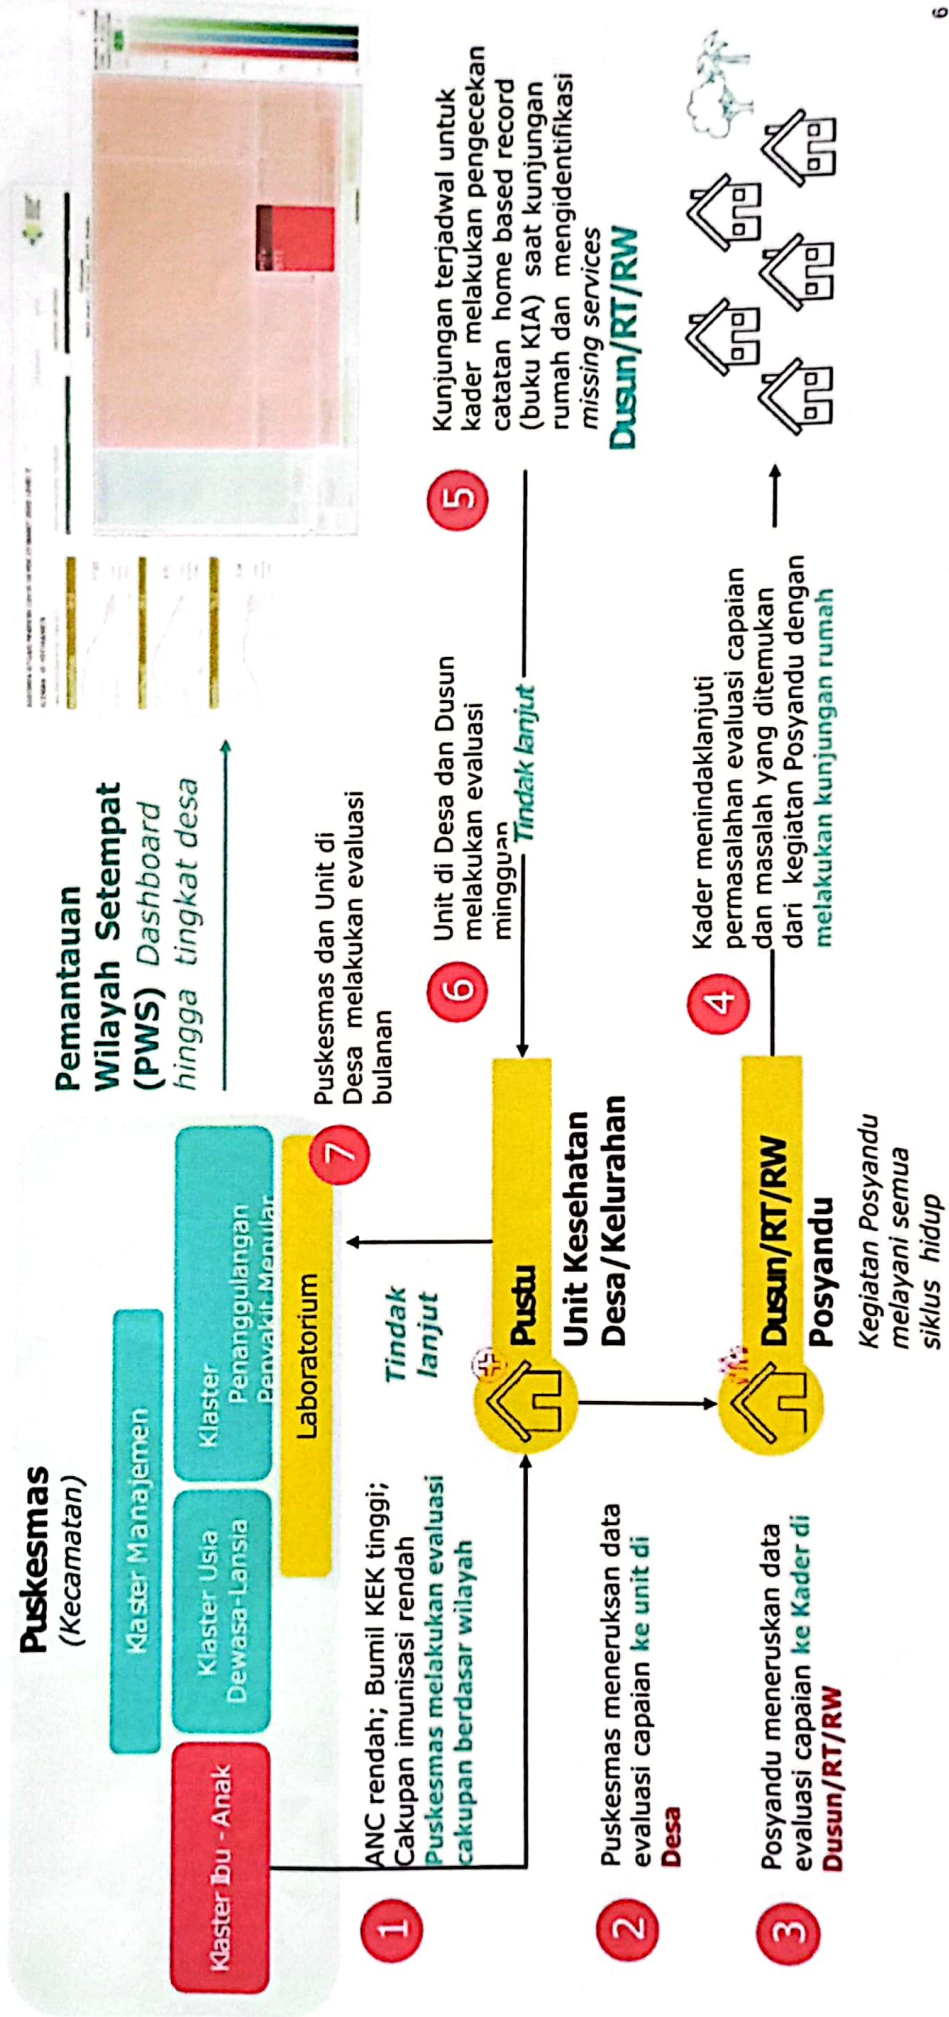 Puskesmas
(Kecamatan)
Klaster Manajemen
Klaster Ibu - Anak
Klaster Usia
Dewasa-Lansia
Klaster
Penanggulangan
Penyakit Menular
Laboratorium
Pemantauan
Wilayah Setempat
(PWS) Dashboard
hingga tingkat desa
1
ANC rendah; Bumil KEK tinggi;
Cakupan imunisasi rendah
Puskesmas melakukan evaluasi
cakupan berdasar wilayah
Tindak
lanjut
7
Puskesmas dan Unit di
Desa melakukan evaluasi
bulanan
2
Puskesmas meneruksan data
evaluasi capaian ke unit di
Desa
Pustu
Unit Kesehatan
Desa/Kelurahan
6
Unit di Desa dan Dusun
melakukan evaluasi
mingguan
Tindak lanjut
5
Kunjungan terjadwal untuk
kader melakukan pengecekan
catatan home based record
(buku KIA) saat kunjungan
rumah dan mengidentifikasi
missing services
Dusun/RT/RW
3
Posyandu meneruskan data
evaluasi capaian ke Kader di
Dusun/RT/RW
Dusun/RT/RW
Posyandu
Kegiatan Posyandu
melayani semua
siklus hidup
4
Kader menindaklanjuti
permasalahan evaluasi capaian
dan masalah yang ditemukan
dari kegiatan Posyandu dengan
melakukan kunjungan rumah
6